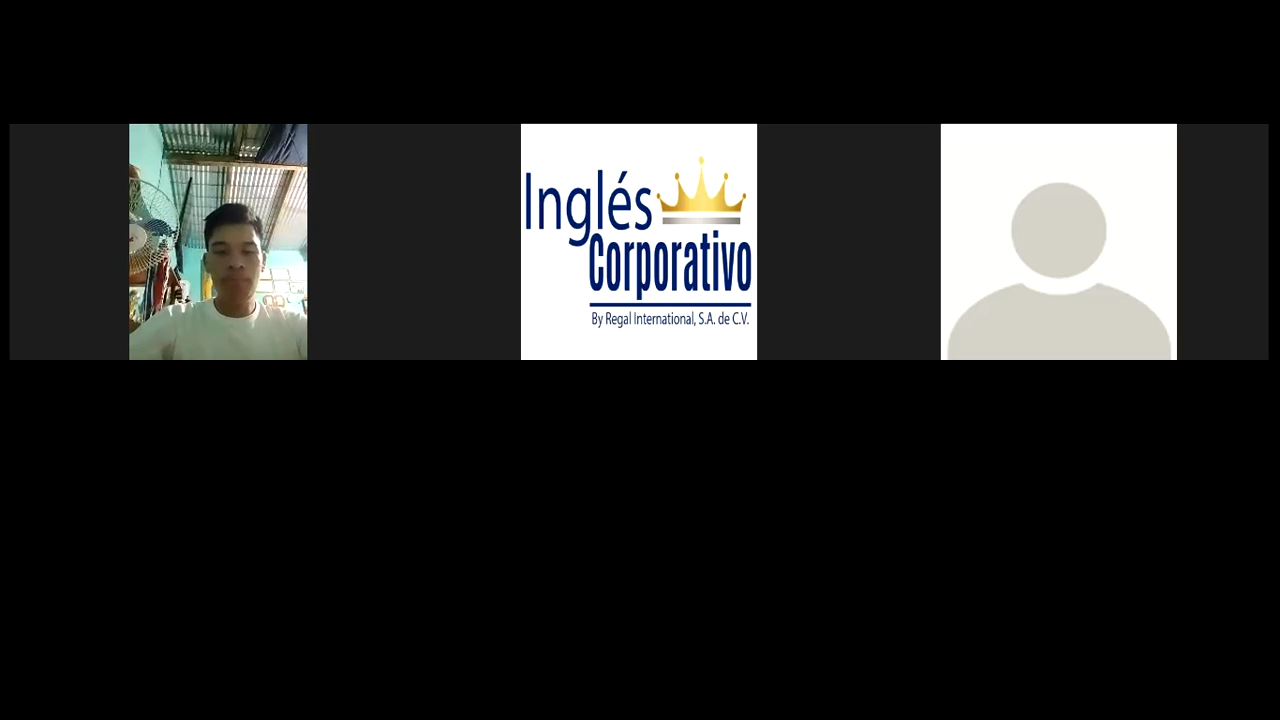 Inglés
Corporativo
By Regal International, S.A. de C.V.